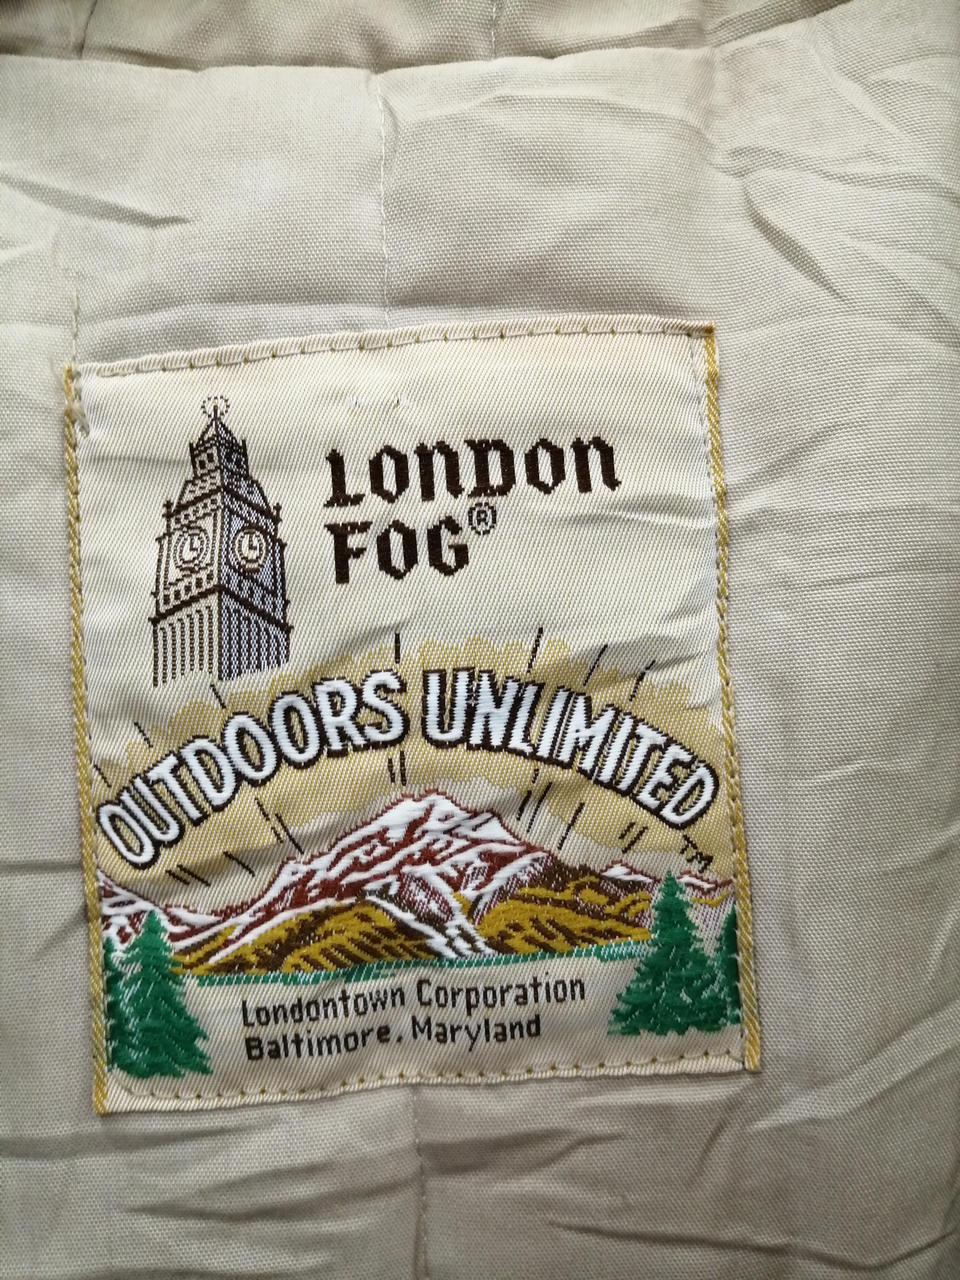 LONDON
FOG®
OUTDOORS UNLIMITED
TM
Londontown Corporation
Baltimore, Maryland